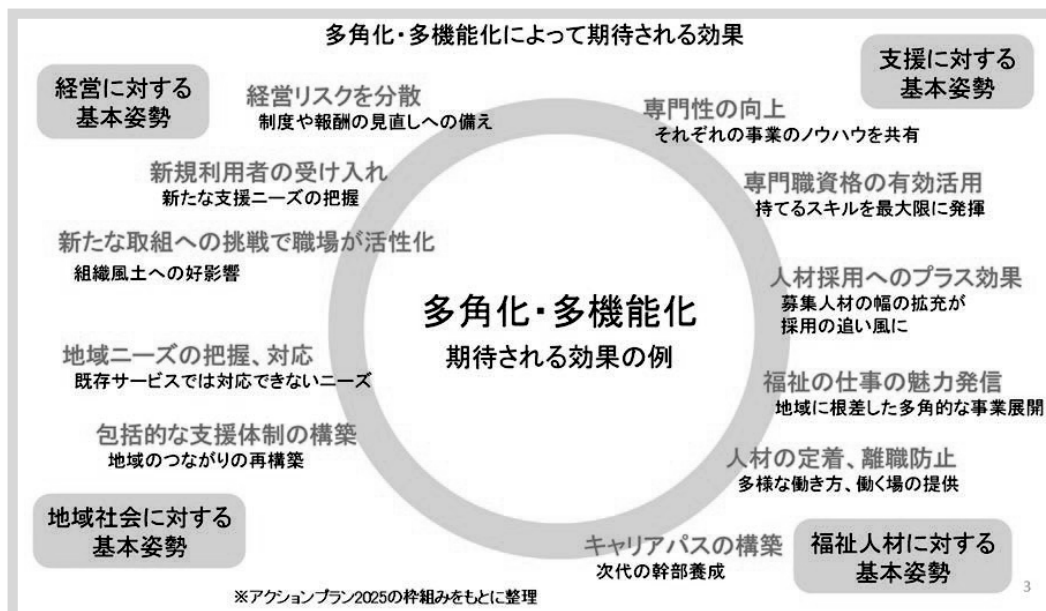 多角化・多機能化によって期待される効果
経営に対する
基本姿勢
経営リスクを分散
制度や報酬の見直しへの備え
新規利用者の受け入れ
新たな支援ニーズの把握
新たな取組への挑戦で職場が活性化
組織風土への好影響
支援に対する
基本姿勢
専門性の向上
それぞれの事業のノウハウを共有
専門職資格の有効活用
持てるスキルを最大限に発揮
多角化・多機能化
期待される効果の例
人材採用へのプラス効果
募集人材の幅の拡充が
採用の追い風に
福祉の仕事の魅力発信
地域に根差した多角的な事業展開
人材の定着、離職防止
多様な働き方、働く場の提供
キャリアパスの構築
次代の幹部養成
福祉人材に対する
基本姿勢
地域ニーズの把握、対応
既存サービスでは対応できないニーズ
包括的な支援体制の構築
地域のつながりの再構築
地域社会に対する
基本姿勢
※アクションプラン2025の枠組みをもとに整理
3